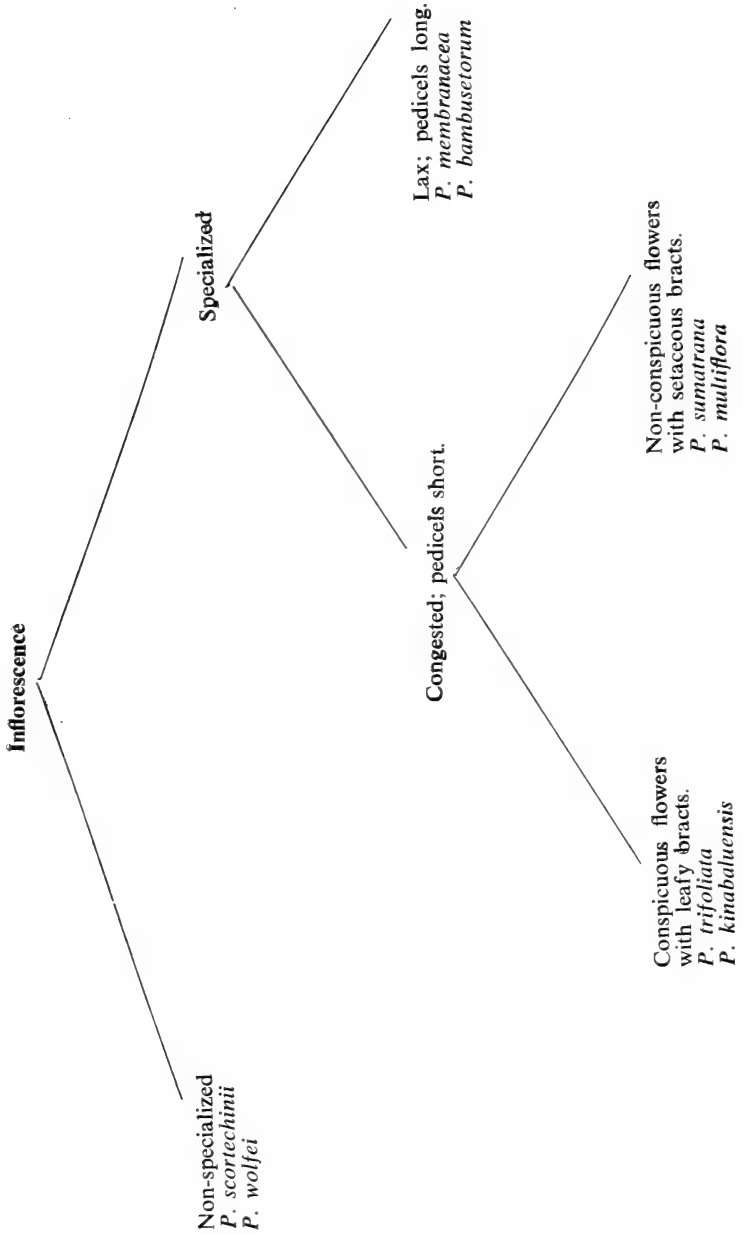 Inflorescence
Non-specialized
P. scortechinii
P. wolfei
Specialized
Congested; pedicels short.
Lax; pedicels long.
P. membranacea
P. bambusetorum
Conspicuous flowers
with leafy bracts.
P. trifoliata
P. kinabaluensis
Non-conspicuous flowers
with setaceous bracts.
P. sumatrana
P. multiflora